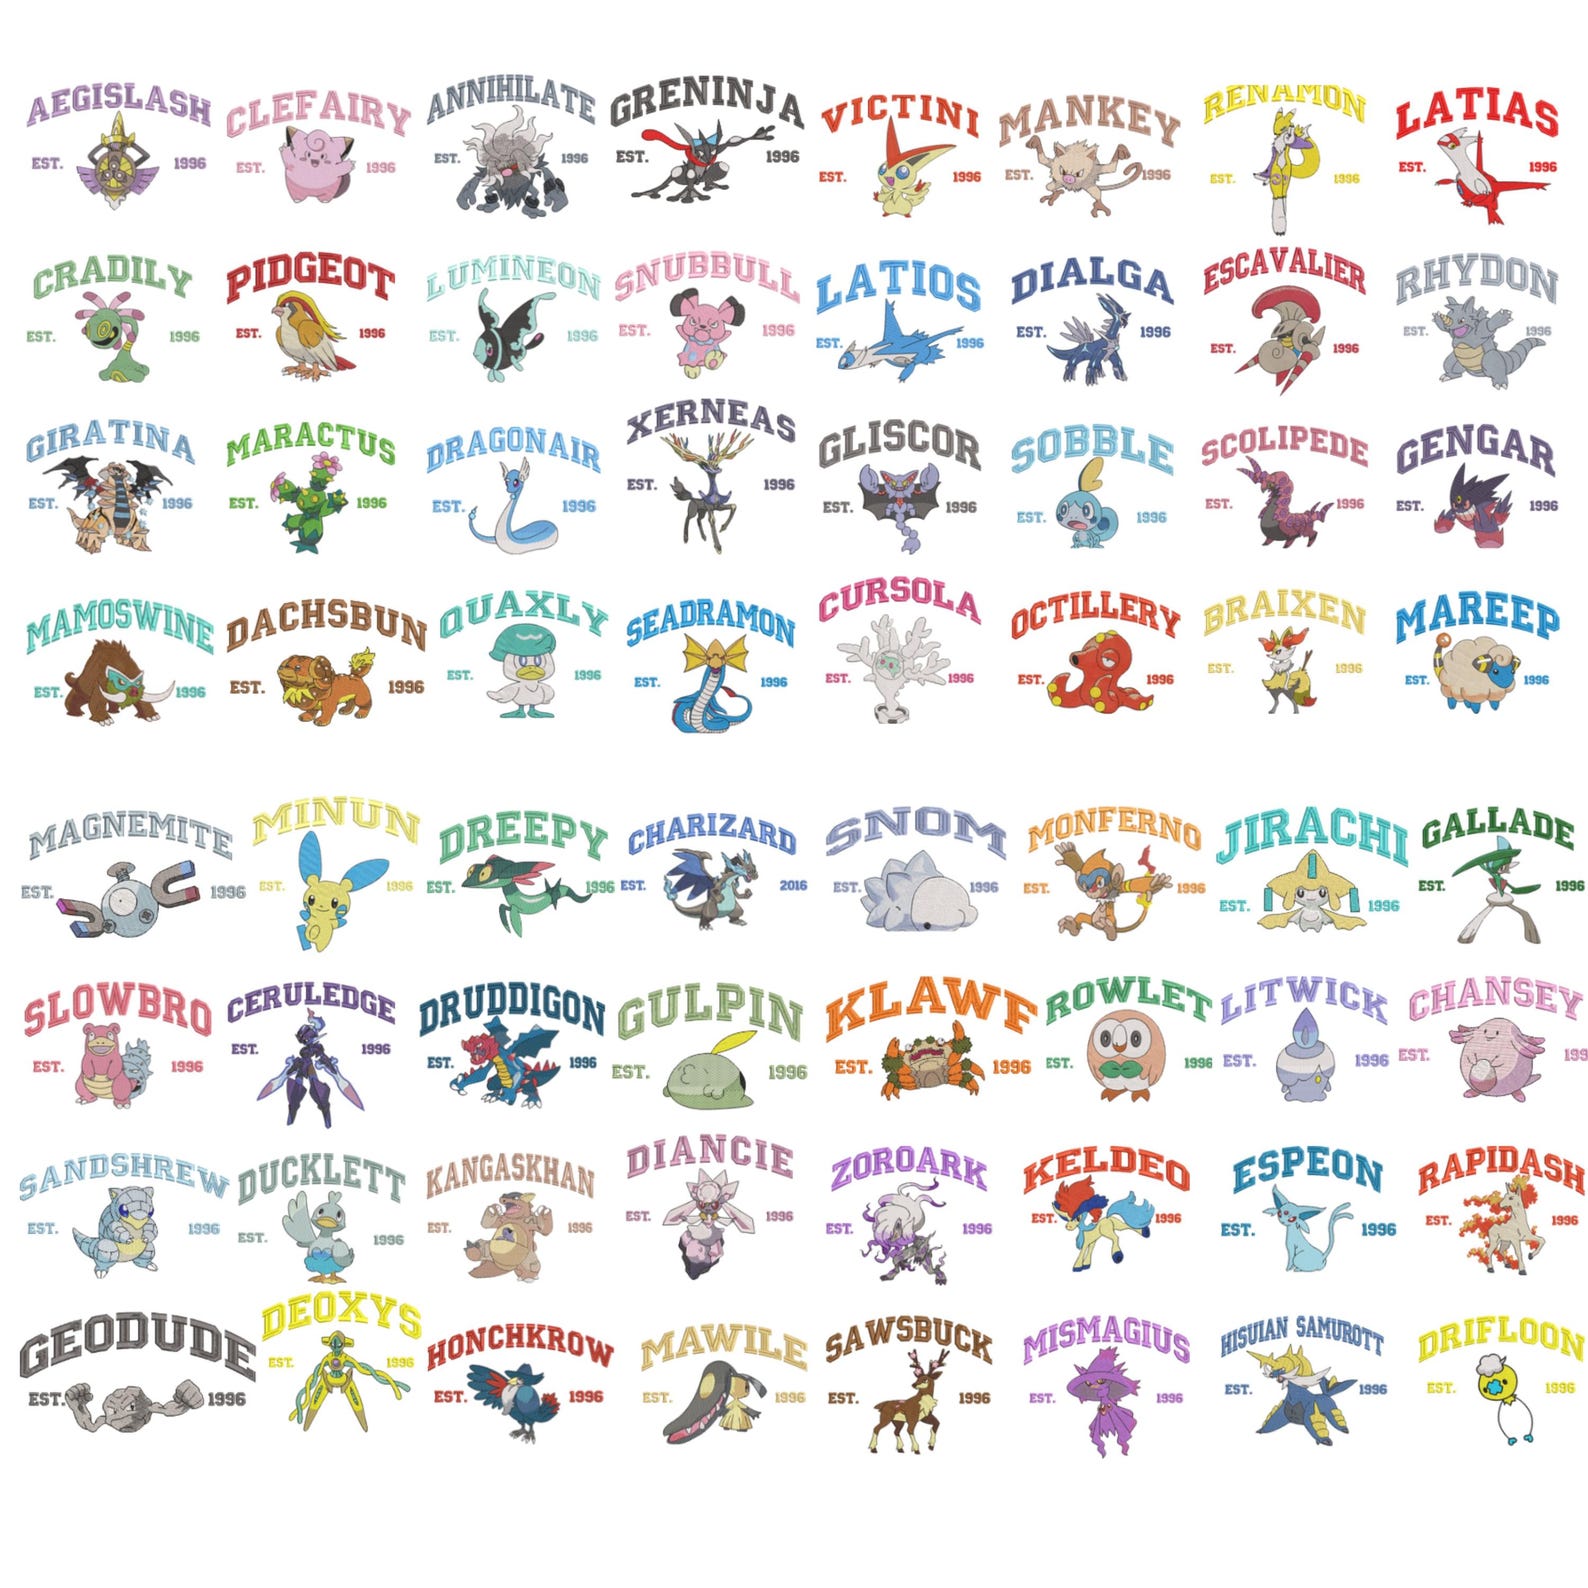 AEGISLASH CLEFAIRY ANNIHILATE GRENINJA VICTINI MANKEY RENAMON LATIAS
EST. 1996 EST. 1996 EST. 1996 EST. 1996 EST. 1996 EST. 1996 EST. 1996 EST. 1996
CRADILY PIDGEOT LUMINEON SNUBBULL LATIOS DIALGA ESCAVALIER RHYDON
EST. 1996 EST. 1996 EST. 1996 EST. 1996 EST. 1996 EST. 1996 EST. 1996 EST. 1996
GIRATINA MARACTUS DRAGONAIR XERNEAS GLISCOR SOBBLE SCOLIPEDE GENGAR
EST. 1996 EST. 1996 EST. 1996 EST. 1996 EST. 1996 EST. 1996 EST. 1996 EST. 1996
MAMOSWINE DACHSBUN QUAXLY SEADRAMON CURSOLA OCTILLERY BRAIXEN MAREEP
EST. 1996 EST. 1996 EST. 1996 EST. 1996 EST. 1996 EST. 1996 EST. 1996 EST. 1996
MAGNEMITE MINUN DREEPY CHARIZARD SNOM MONFERNO JIRACHI GALLADE
EST. 1996 EST. 1996 EST. 1996 EST. 2016 EST. 1996 EST. 1996 EST. 1996 EST. 1996
SLOWBRO CERULEDGE DRUDDIGON GULPIN KLAWF ROWLET LITWICK CHANSEY
EST. 1996 EST. 1996 EST. 1996 EST. 1996 EST. 1996 EST. 1996 EST. 1996 EST. 199
SANDSHREW DUCKLETT KANGASKHAN DIANCIE ZOROARK KELDEO ESPEON RAPIDASH
EST. 1996 EST. 1996 EST. 1996 EST. 1996 EST. 1996 EST. 1996 EST. 1996 EST. 1996
GEODUDE DEOXYS HONCHKROW MAWILE SAWSBUCK MISMAGIUS HISUIAN SAMUROTT DRIFLOON
EST. 1996 EST. 1996 EST. 1996 EST. 1996 EST. 1996 EST. 1996 EST. 1996 EST. 1996